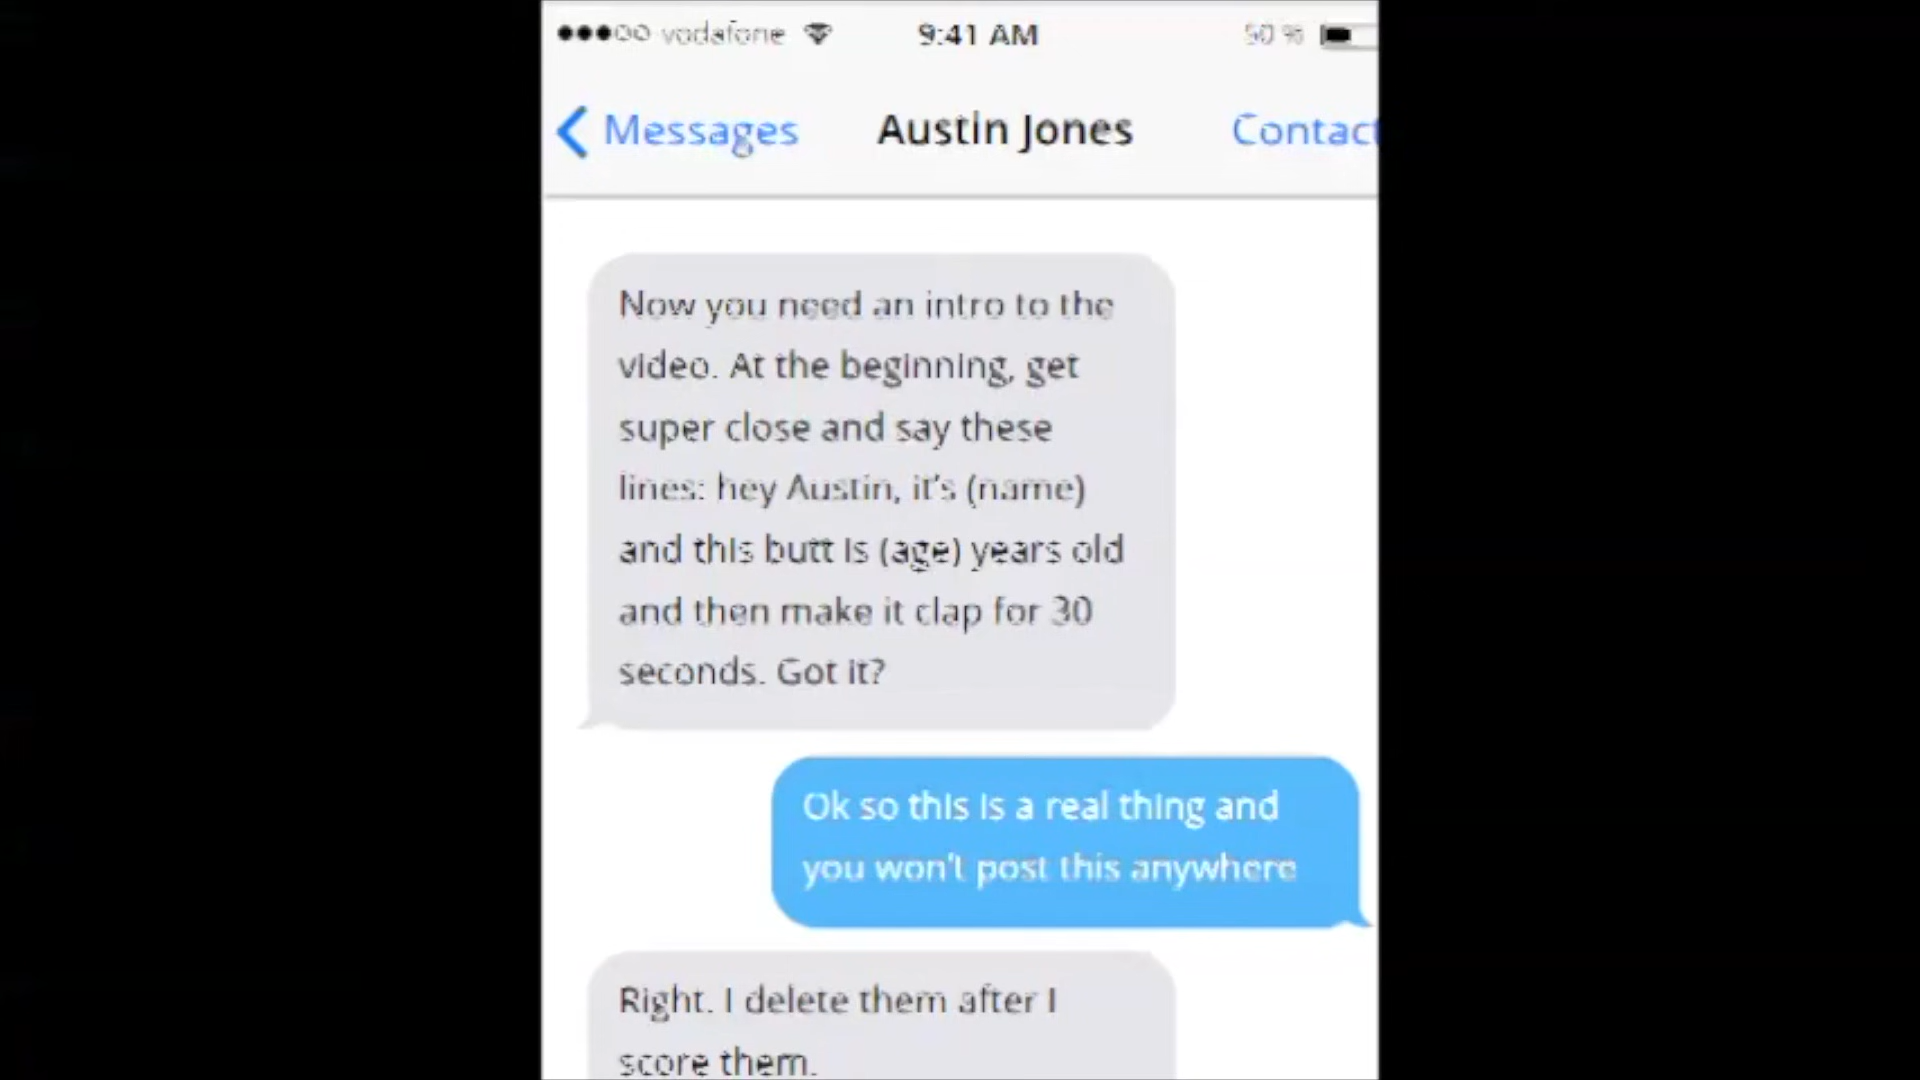 vodafone 9:41 AM 50 %
Messages Austin Jones Contact
Now you need an intro to the
video. At the beginning, get
super close and say these
lines: hey Austin, it's (name)
and this butt is (age) years old
and then make it clap for 30
seconds. Got it?
Ok so this is a real thing and
you won't post this anywhere
Right. I delete them after I
score them.